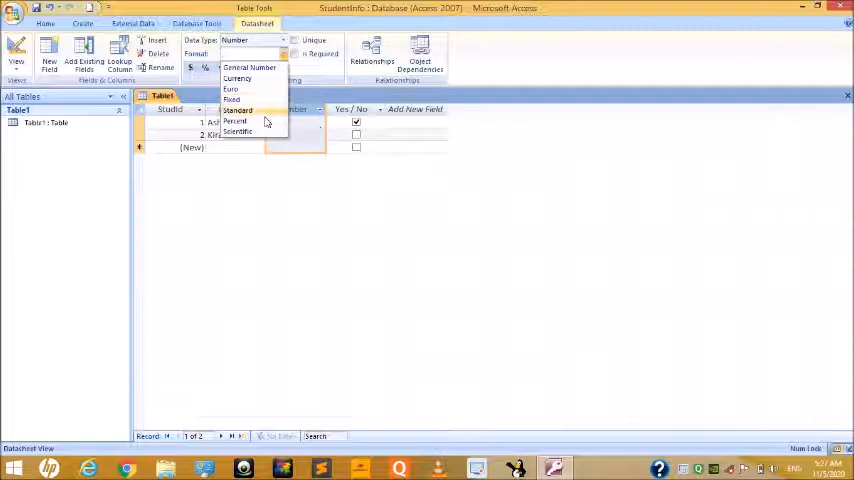 Table Tools
StudentInfo : Database (Access 2007) - Microsoft Access
Home Create External Data Database Tools Datasheet
View
Views
New Field
Add Existing Fields
Lookup Column
Insert
Delete
Rename
Fields & Columns
Data Type: Number
Format:
$ %
Unique
Is Required
General Number
Currency
Euro
Fixed
Standard
Percent
Scientific
Relationships
Object Dependencies
Relationships
All Tables
Table1
Table1 : Table
Table1
StudId Yes / No Add New Field
1
2
(New)
Record: 1 of 2 Search
Datasheet View
Num Lock
ENG
5:27 AM
11/5/2020